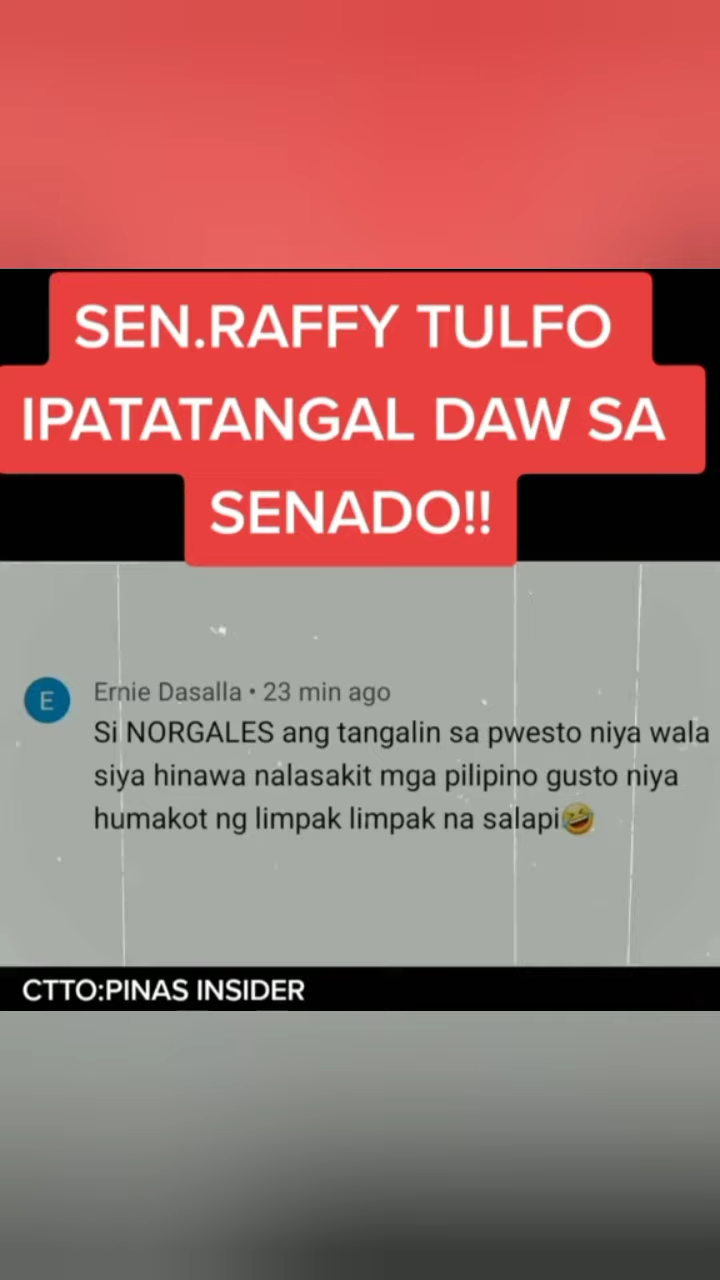 SEN.RAFFY TULFO
IPATATANGAL DAW SA
SENADO!!
E
Ernie Dasalla • 23 min ago
Si NORGALES ang tangalin sa pwesto niya wala
siya hinawa nalasakit mga pilipino gusto niya
humakot ng limpak limpak na salapi🤣
CTTO:PINAS INSIDER